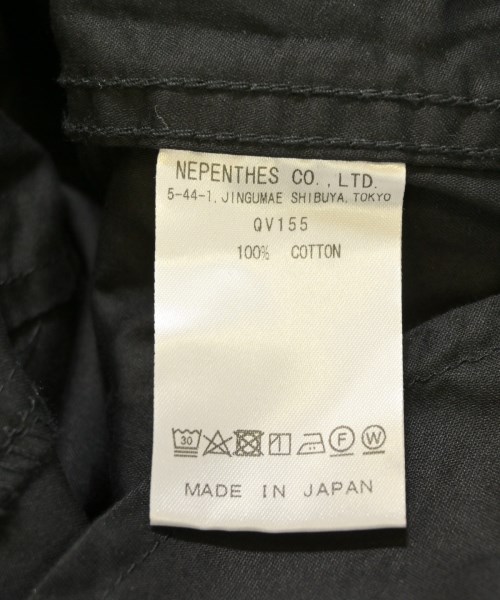 NEPENTHES CO., LTD.
5-44-1, JINGUMAE SHIBUYA, TOKYO
QV155
100% COTTON
30 F W
MADE IN JAPAN